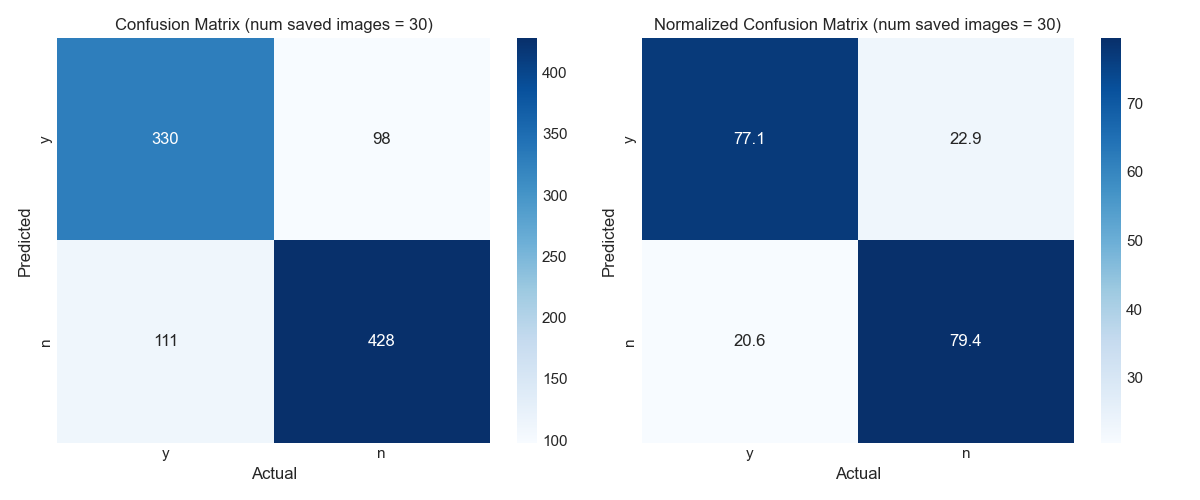 Confusion Matrix (num saved images = 30)
y
330
98
n
111
428
y
n
Predicted
Actual
400
350
300
250
200
150
100
Normalized Confusion Matrix (num saved images = 30)
y
77.1
22.9
n
20.6
79.4
y
n
Predicted
Actual
70
60
50
40
30